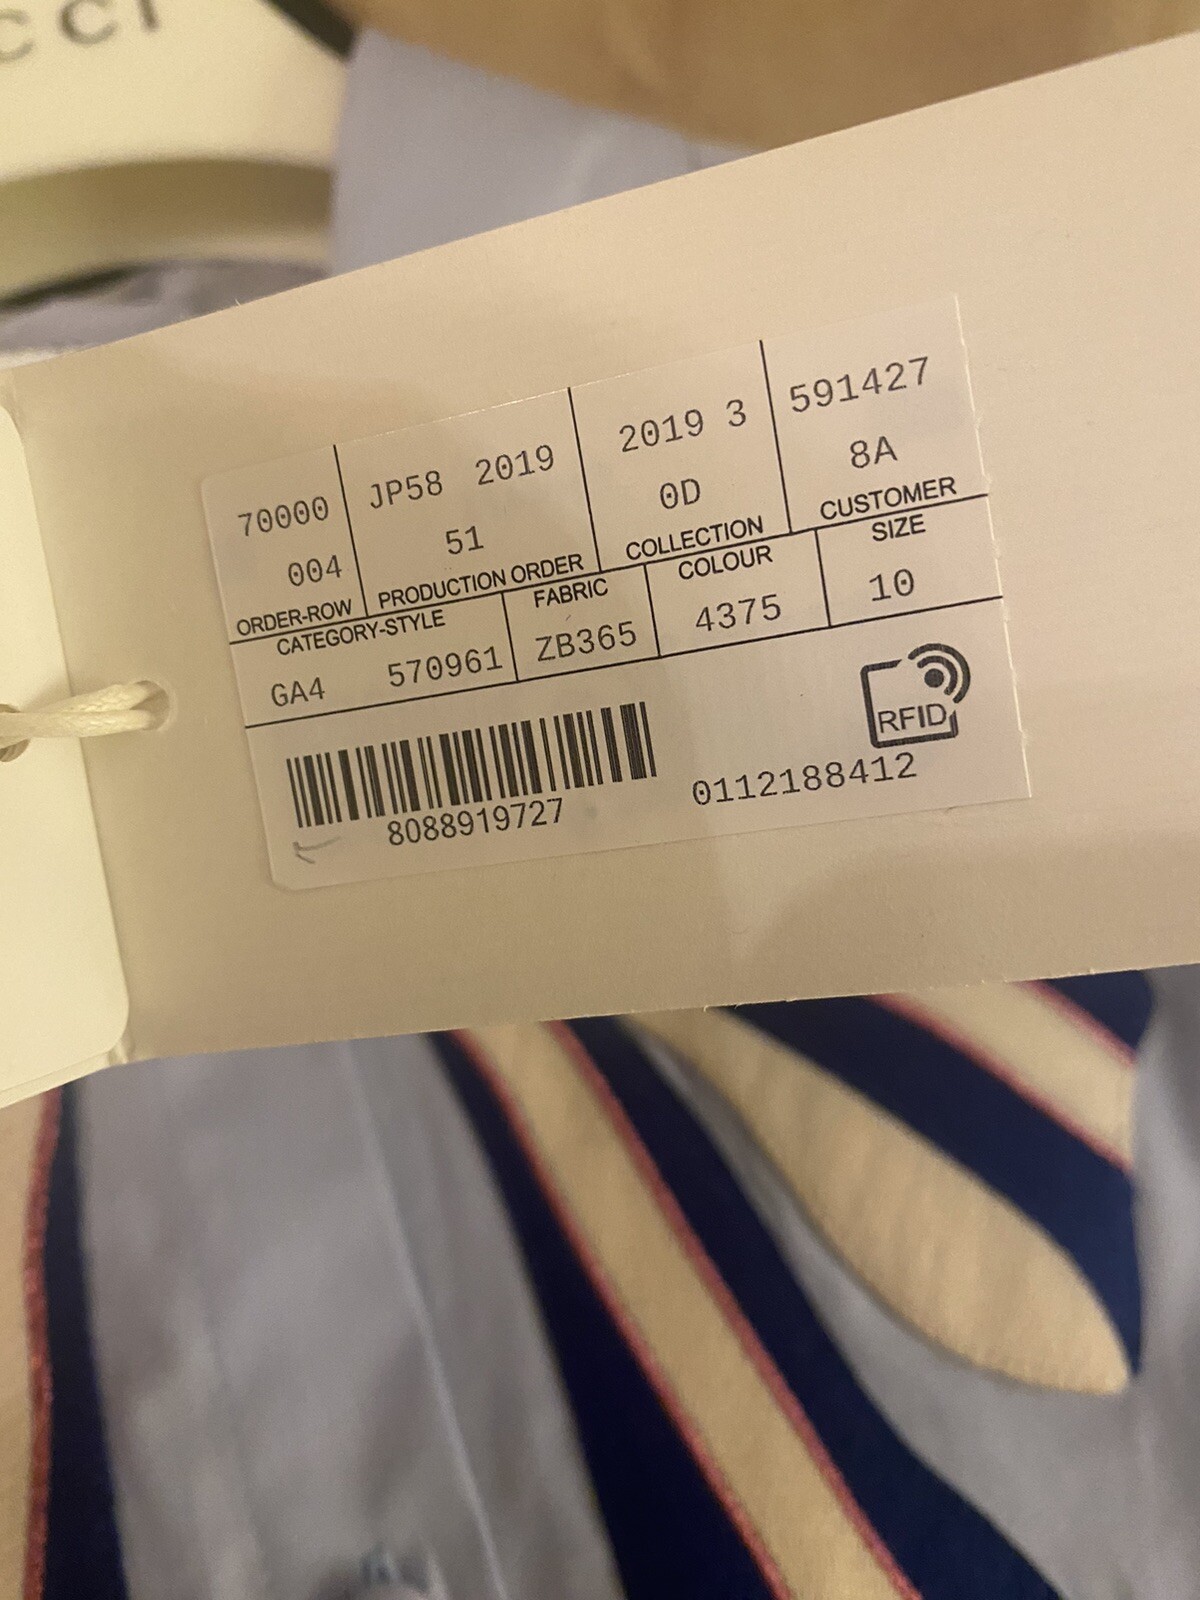 CCI
70000 JP58 2019 2019 3 591427
004 51 0D 8A
ORDER-ROW PRODUCTION ORDER COLLECTION CUSTOMER
CATEGORY-STYLE FABRIC COLOUR SIZE
GA4 570961 ZB365 4375 10
RFID
8088919727 0112188412